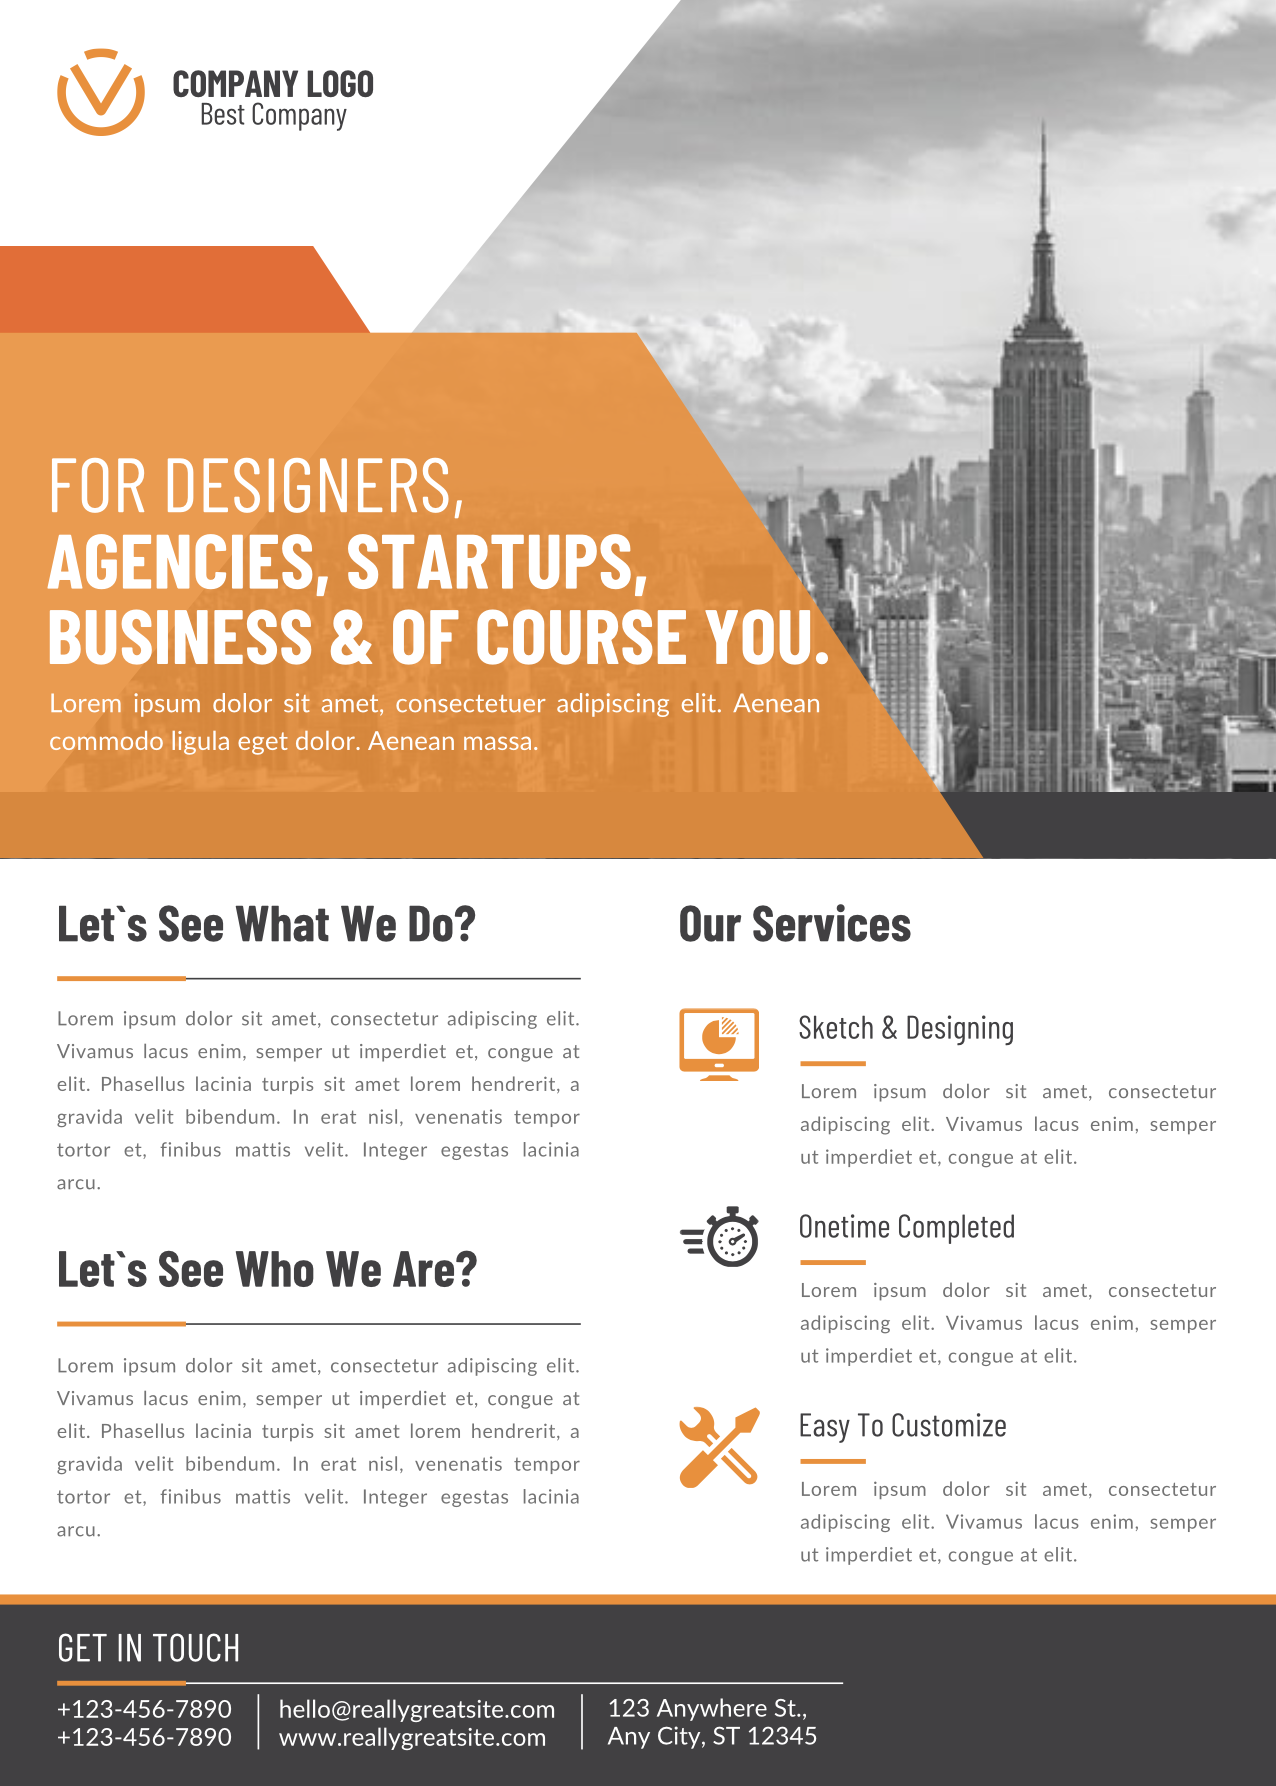 COMPANY LOGO
Best Company
FOR DESIGNERS,
AGENCIES, STARTUPS,
BUSINESS & OF COURSE YOU.
Lorem ipsum dolor sit amet, consectetuer adipiscing elit. Aenean
commodo ligula eget dolor. Aenean massa.
Let`s See What We Do?
Lorem ipsum dolor sit amet, consectetur adipiscing elit.
Vivamus lacus enim, semper ut imperdiet et, congue at
elit. Phasellus lacinia turpis sit amet lorem hendrerit, a
gravida velit bibendum. In erat nisl, venenatis tempor
tortor et, finibus mattis velit. Integer egestas lacinia
arcu.
Let`s See Who We Are?
Lorem ipsum dolor sit amet, consectetur adipiscing elit.
Vivamus lacus enim, semper ut imperdiet et, congue at
elit. Phasellus lacinia turpis sit amet lorem hendrerit, a
gravida velit bibendum. In erat nisl, venenatis tempor
tortor et, finibus mattis velit. Integer egestas lacinia
arcu.
Our Services
Sketch & Designing
Lorem ipsum dolor sit amet, consectetur
adipiscing elit. Vivamus lacus enim, semper
ut imperdiet et, congue at elit.
Onetime Completed
Lorem ipsum dolor sit amet, consectetur
adipiscing elit. Vivamus lacus enim, semper
ut imperdiet et, congue at elit.
Easy To Customize
Lorem ipsum dolor sit amet, consectetur
adipiscing elit. Vivamus lacus enim, semper
ut imperdiet et, congue at elit.
GET IN TOUCH
+123-456-7890
+123-456-7890
hello@reallygreatsite.com
www.reallygreatsite.com
123 Anywhere St.,
Any City, ST 12345